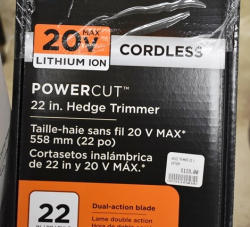 20V MAX
LITHIUM ION
CORDLESS
POWERCUT™
22 in. Hedge Trimmer
Taille-haie sans fil 20 V MAX*
558 mm (22 po)
Cortasetos inalámbrica
de 22 in y 20 V MÁX.*
22
Dual-action blade
Lame double action